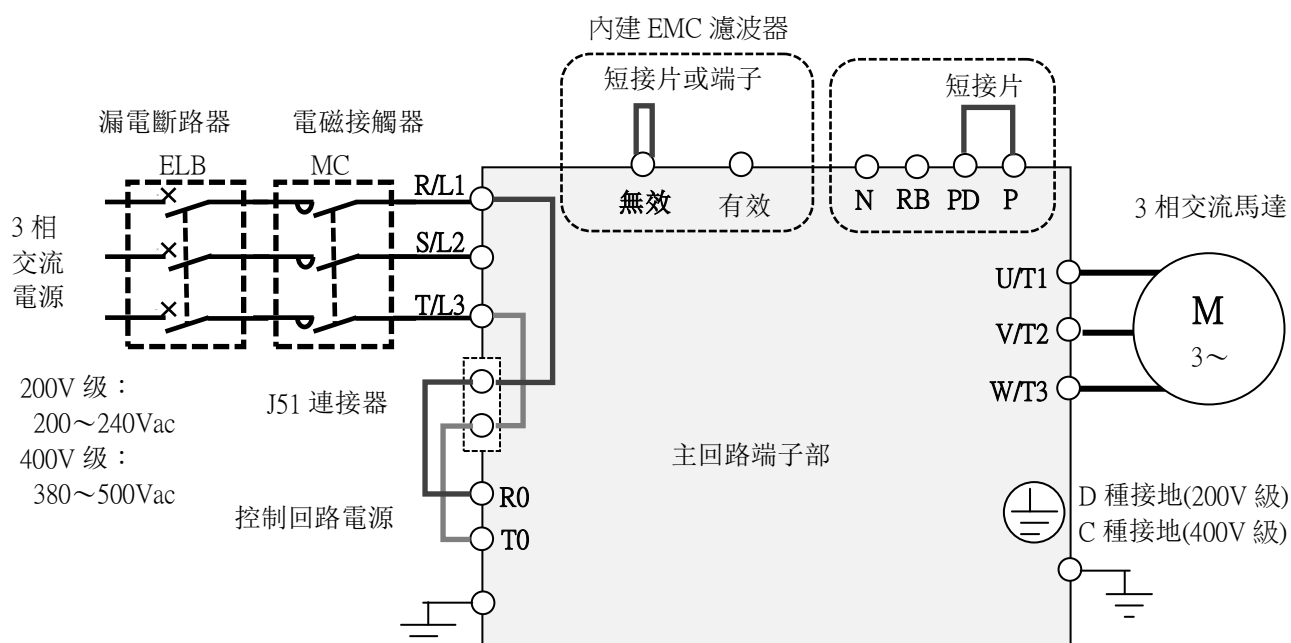 內建 EMC 濾波器
短接片或端子
短接片
漏電斷路器
電磁接觸器
ELB
MC
R/L1
無效
有效
N
RB
PD
P
3 相交流馬達
3 相
交流
電源
S/L2
T/L3
U/T1
V/T2
W/T3
M
3～
200V 级：
200～240Vac
400V 级：
380～500Vac
J51 連接器
主回路端子部
控制回路電源
R0
T0
D 種接地(200V 級)
C 種接地(400V 級)